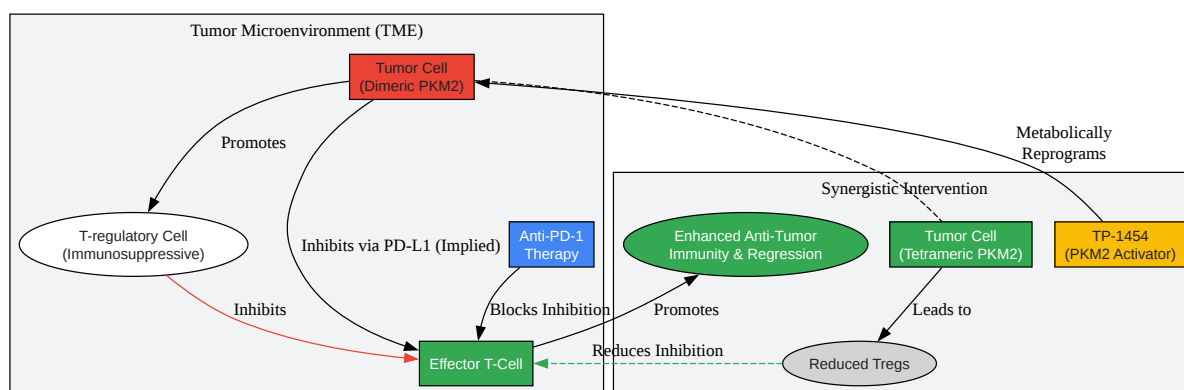 Tumor Microenvironment (TME)
Tumor Cell
(Dimeric PKM2)
Promotes
Metabolically
Reprograms
Synergistic Intervention
T-regulatory Cell
(Immunosuppressive)
Inhibits via PD-L1 (Implied)
Anti-PD-1
Therapy
Enhanced Anti-Tumor
Immunity & Regression
Tumor Cell
(Tetrameric PKM2)
TP-1454
(PKM2 Activator)
Inhibits
Blocks Inhibition
Promotes
Leads to
Effector T-Cell
Reduces Inhibition
Reduced Tregs